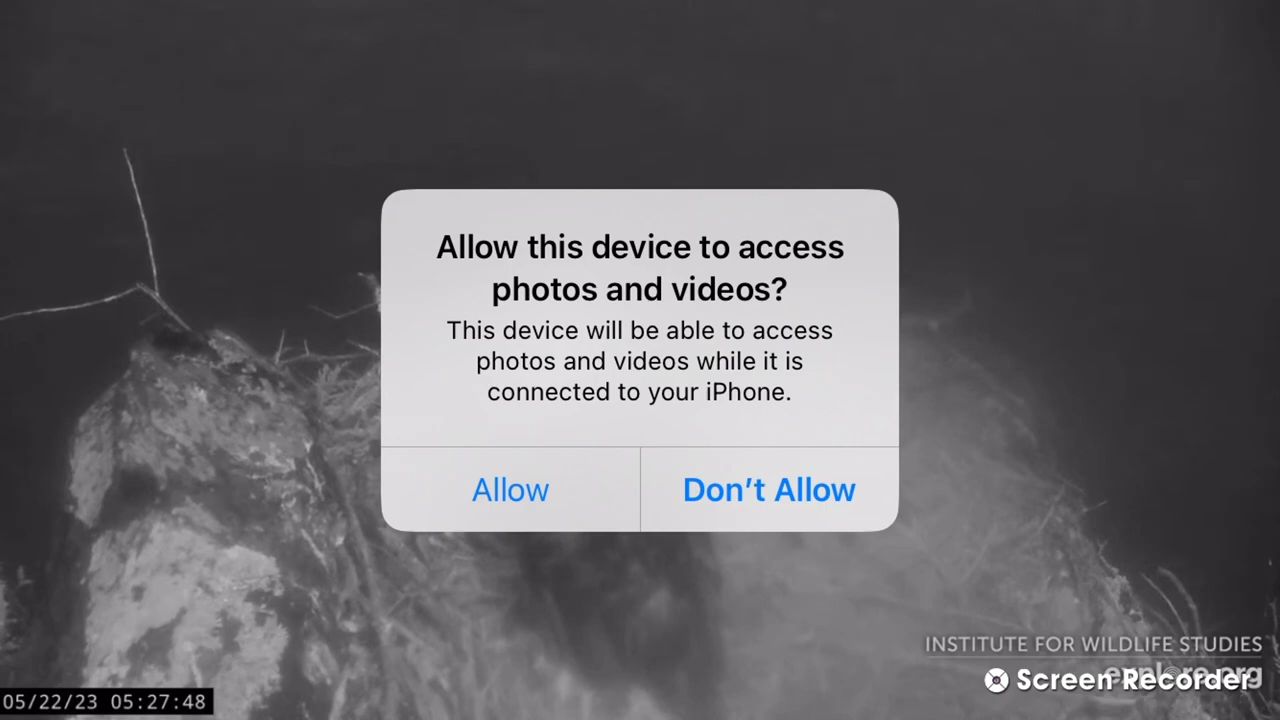 Allow this device to access
photos and videos?
This device will be able to access
photos and videos while it is
connected to your iPhone.
Allow
Don’t Allow
INSTITUTE FOR WILDLIFE STUDIES
explore.org
Screen Recorder
05/22/23 05:27:48